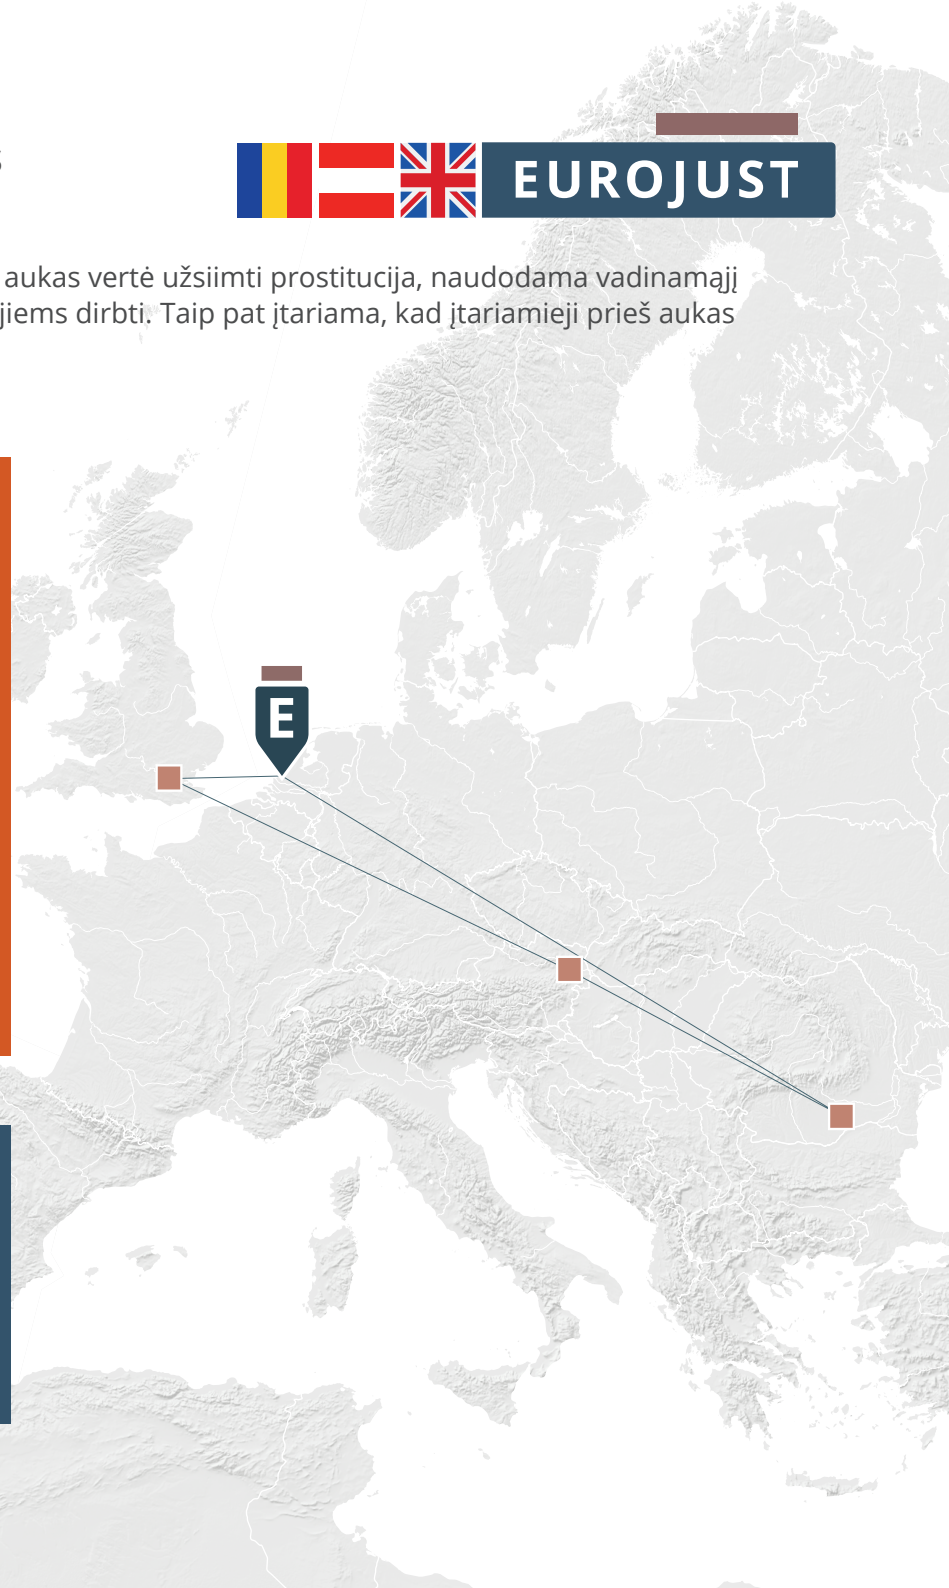 EUROJUST
aukas vertė užsiimti prostitucija, naudodama vadinamąjį
jiems dirbti. Taip pat įtariama, kad įtariamieji prieš aukas
E